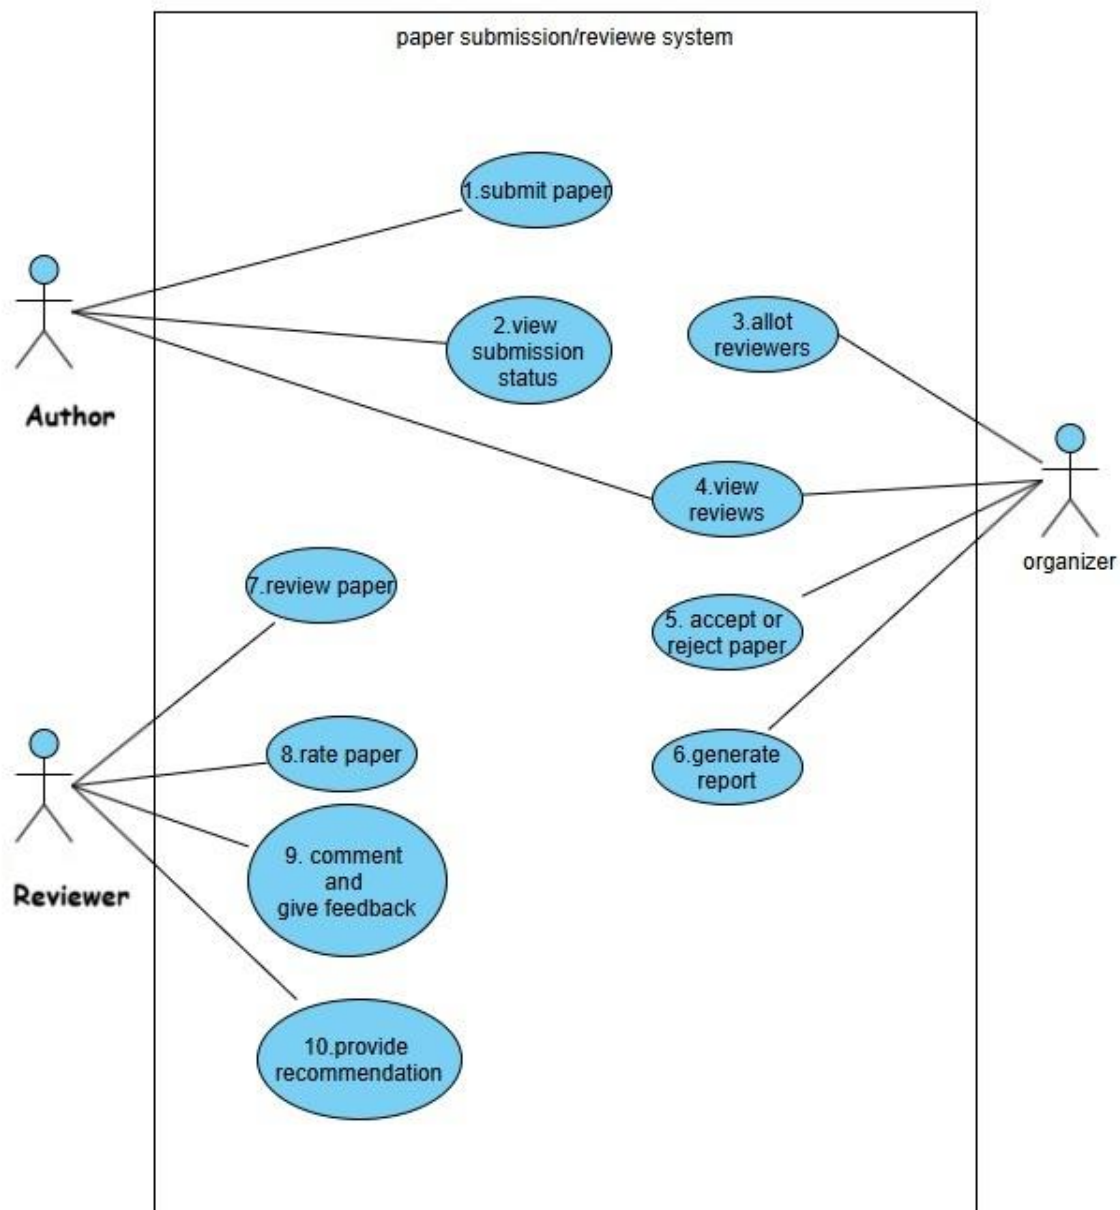 paper submission/reviewe system
1.submit paper
2.view
submission
status
3.allot
reviewers
Author
4.view
reviews
organizer
7.review paper
5. accept or
reject paper
8.rate paper
6.generate
report
9. comment
and
give feedback
Reviewer
10.provide
recommendation